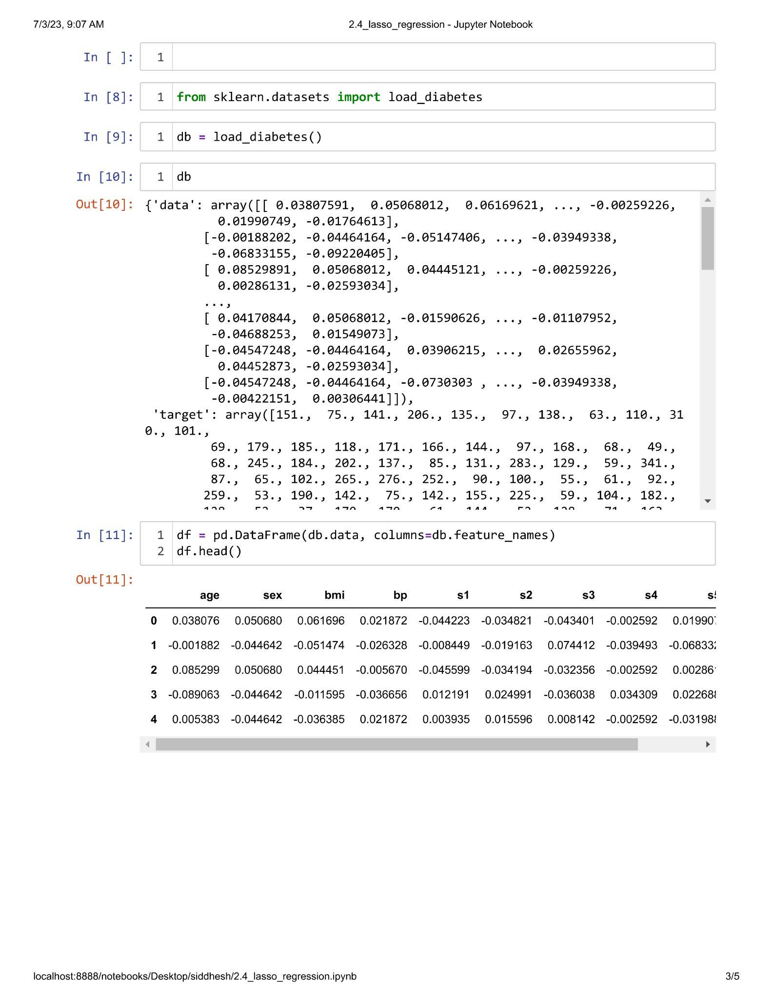 7/3/23, 9:07 AM 2.4_lasso_regression - Jupyter Notebook
In [ ]: 1
In [8]: 1 from sklearn.datasets import load_diabetes
In [9]: 1 db = load_diabetes()
In [10]: 1 db
Out[10]: {'data': array([[ 0.03807591,  0.05068012,  0.06169621, ..., -0.00259226,
0.01990749, -0.01764613],
[-0.00188202, -0.04464164, -0.05147406, ..., -0.03949338,
-0.06833155, -0.09220405],
[ 0.08529891,  0.05068012,  0.04445121, ..., -0.00259226,
0.00286131, -0.02593034],
...,
[ 0.04170844,  0.05068012, -0.01590626, ..., -0.01107952,
-0.04688253,  0.01549073],
[-0.04547248, -0.04464164,  0.03906215, ...,  0.02655962,
0.04452873, -0.02593034],
[-0.04547248, -0.04464164, -0.0730303 , ..., -0.03949338,
-0.00422151,  0.00306441]]),
'target': array([151.,  75., 141., 206., 135.,  97., 138.,  63., 110., 31
0., 101.,
69., 179., 185., 118., 171., 166., 144.,  97., 168.,  68.,  49.,
68., 245., 184., 202., 137.,  85., 131., 283., 129.,  59., 341.,
87.,  65., 102., 265., 276., 252.,  90., 100.,  55.,  61.,  92.,
259.,  53., 190., 142.,  75., 142., 155., 225.,  59., 104., 182.,
In [11]: 1 df = pd.DataFrame(db.data, columns=db.feature_names)
2 df.head()
Out[11]:
age sex bmi bp s1 s2 s3 s4
0 0.038076 0.050680 0.061696 0.021872 -0.044223 -0.034821 -0.043401 -0.002592 0.01990
1 -0.001882 -0.044642 -0.051474 -0.026328 -0.008449 -0.019163 0.074412 -0.039493 -0.06833
2 0.085299 0.050680 0.044451 -0.005670 -0.045599 -0.034194 -0.032356 -0.002592 0.00286
3 -0.089063 -0.044642 -0.011595 -0.036656 0.012191 0.024991 -0.036038 0.034309 0.02268
4 0.005383 -0.044642 -0.036385 0.021872 0.003935 0.015596 0.008142 -0.002592 -0.03198
localhost:8888/notebooks/Desktop/siddhesh/2.4_lasso_regression.ipynb 3/5